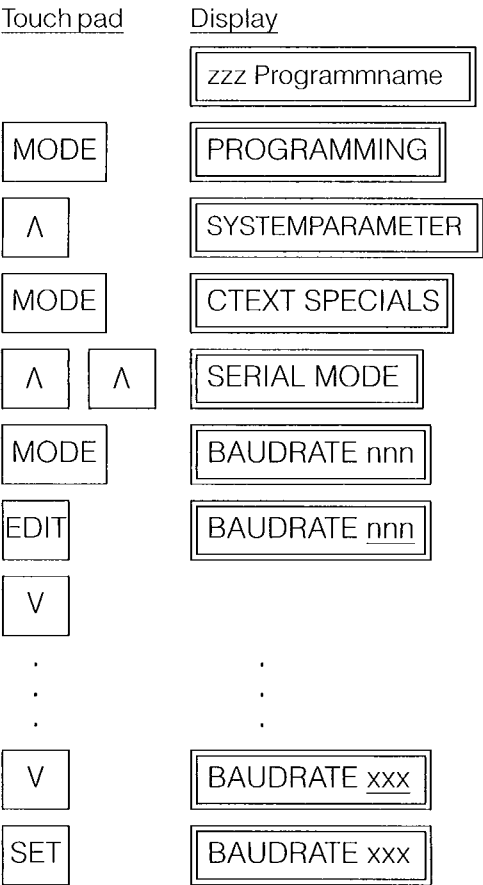 Touch pad Display
zzz Programmname
MODE PROGRAMMING
Λ SYSTEMPARAMETER
MODE CTEXT SPECIALS
Λ Λ SERIAL MODE
MODE BAUDRATE nnn
EDIT BAUDRATE nnn
V
. .
. .
. .
V BAUDRATE xxx
SET BAUDRATE xxx